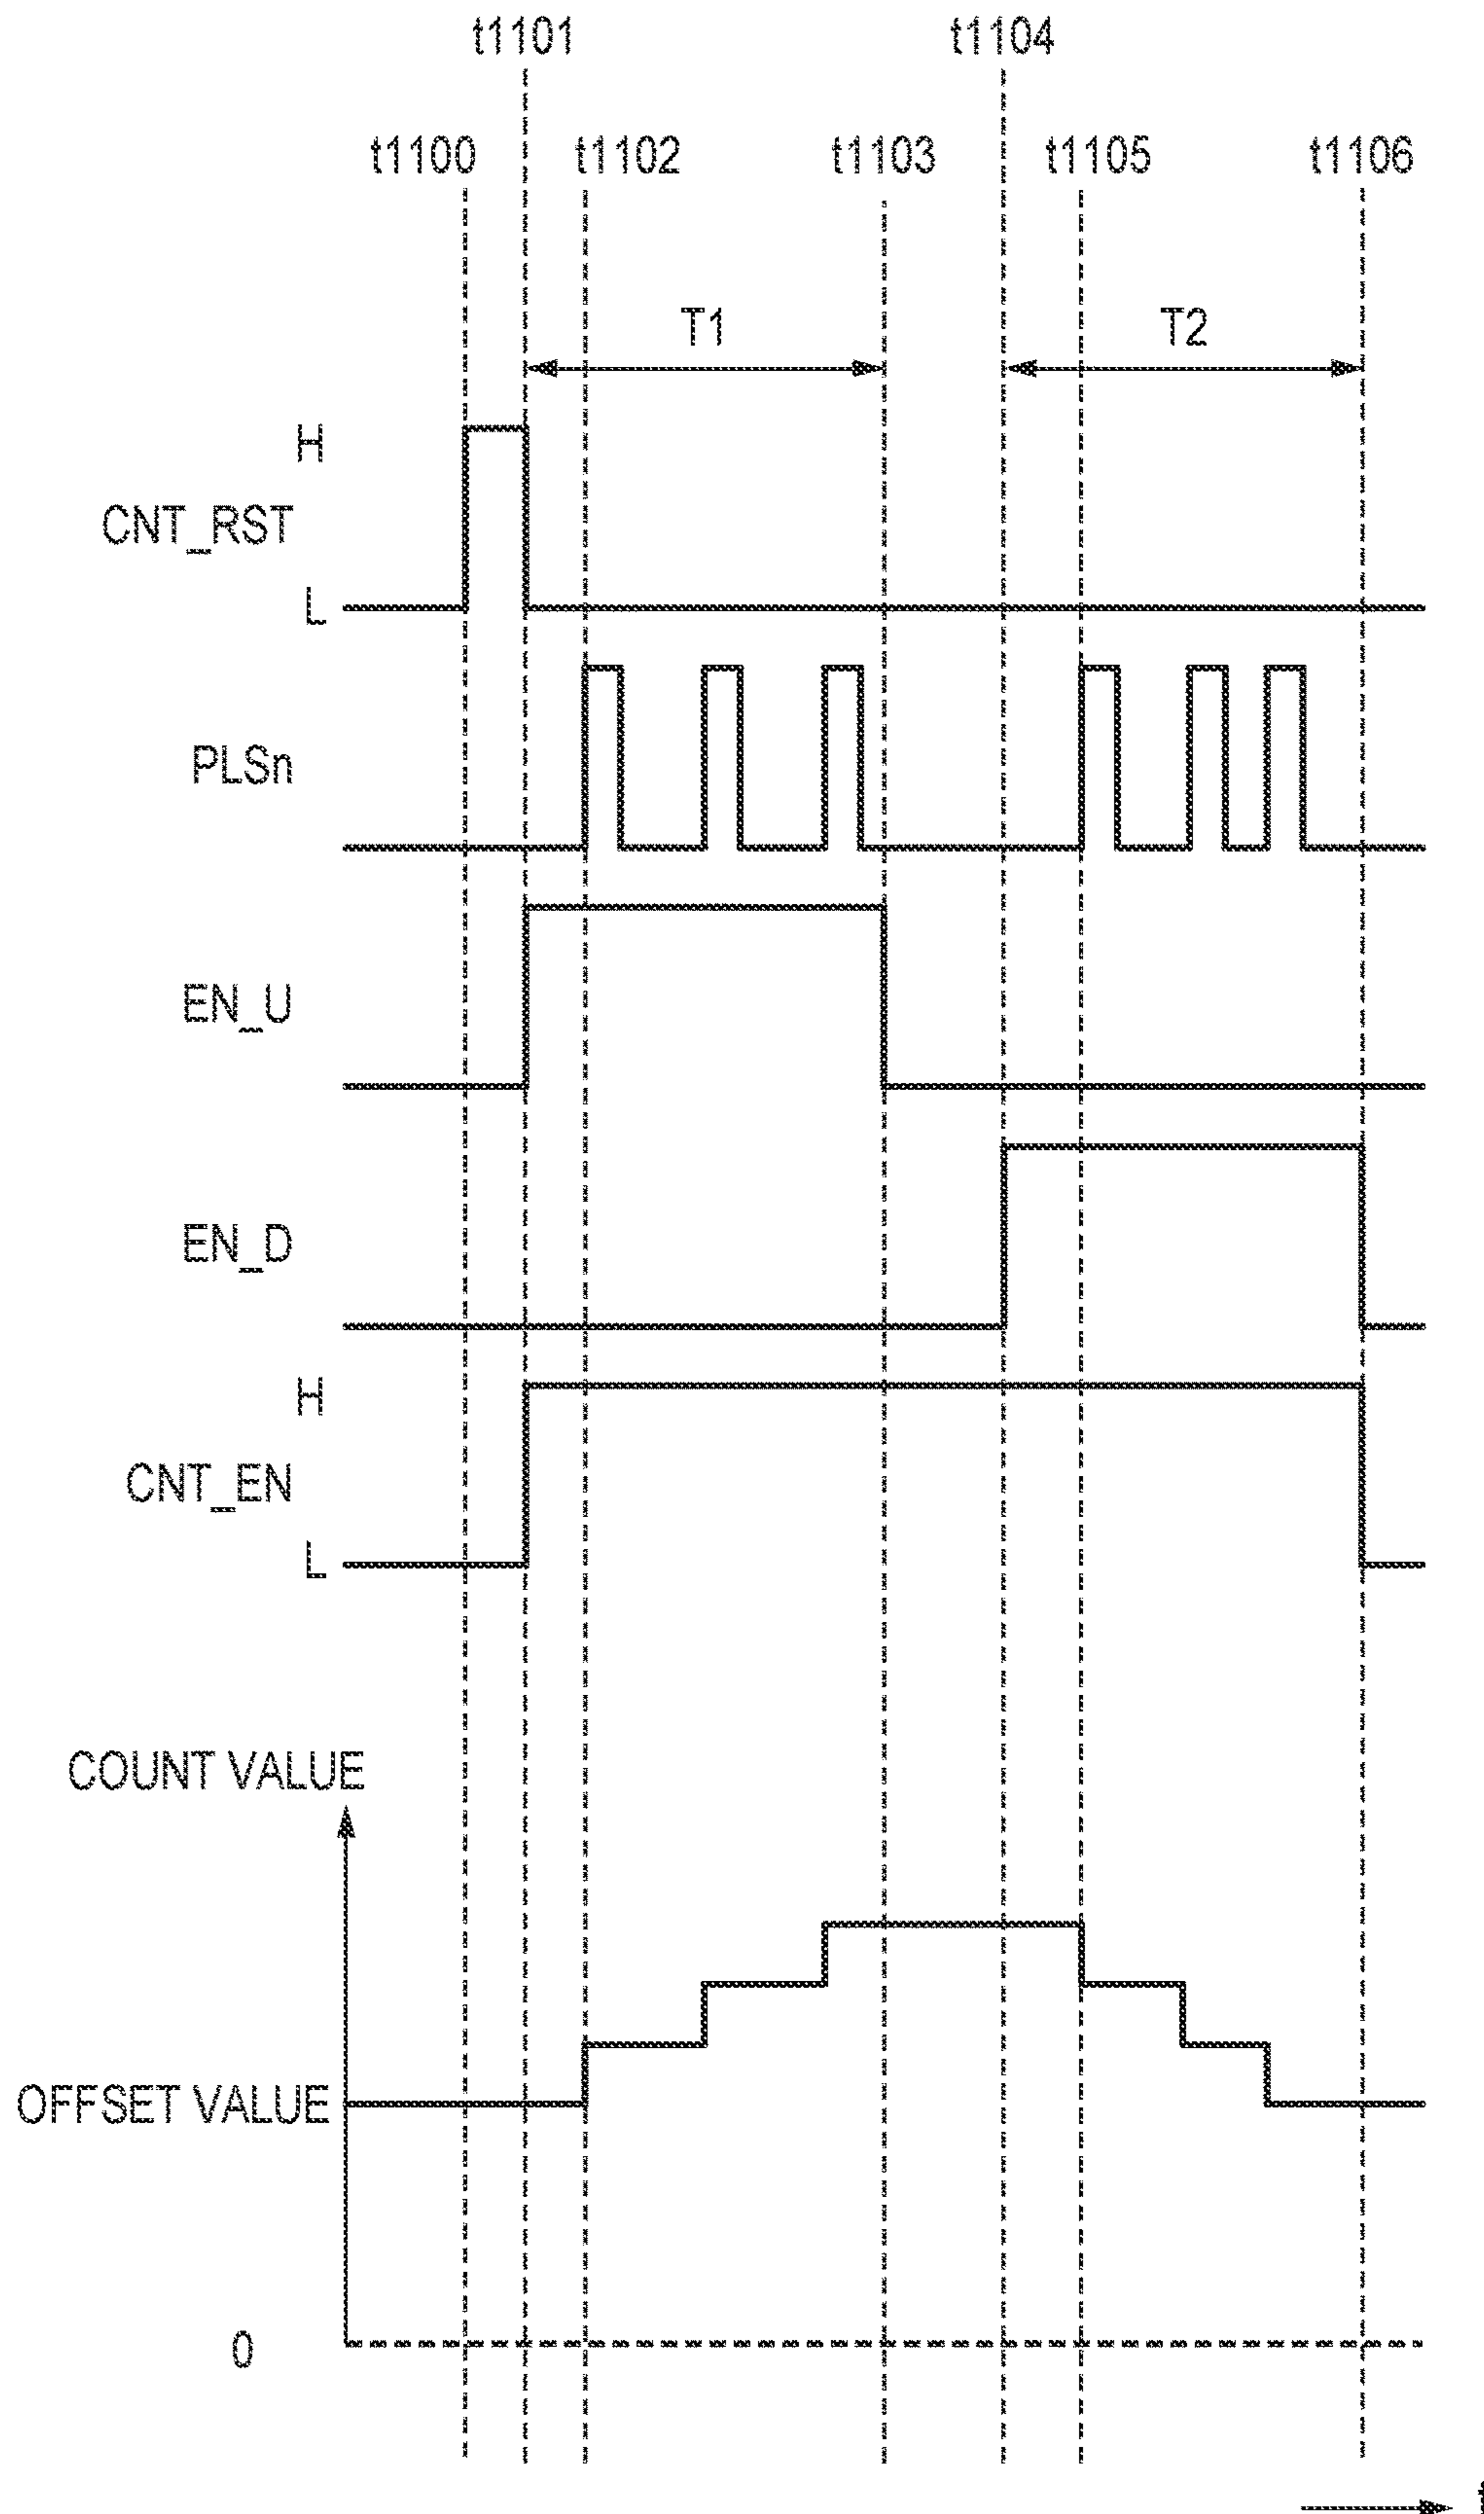 t1101 t1104
t1100 t1102 t1103 t1105 t1106
T1 T2
H
CNT_RST
L
PLSn
EN_U
EN_D
H
CNT_EN
L
COUNT VALUE
OFFSET VALUE
0
t